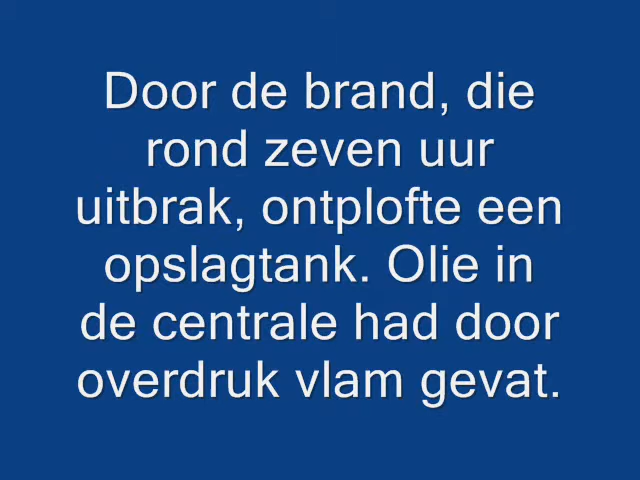 Door de brand, die
rond zeven uur
uitbrak, ontplofte een
opslagtank. Olie in
de centrale had door
overdruk vlam gevat.